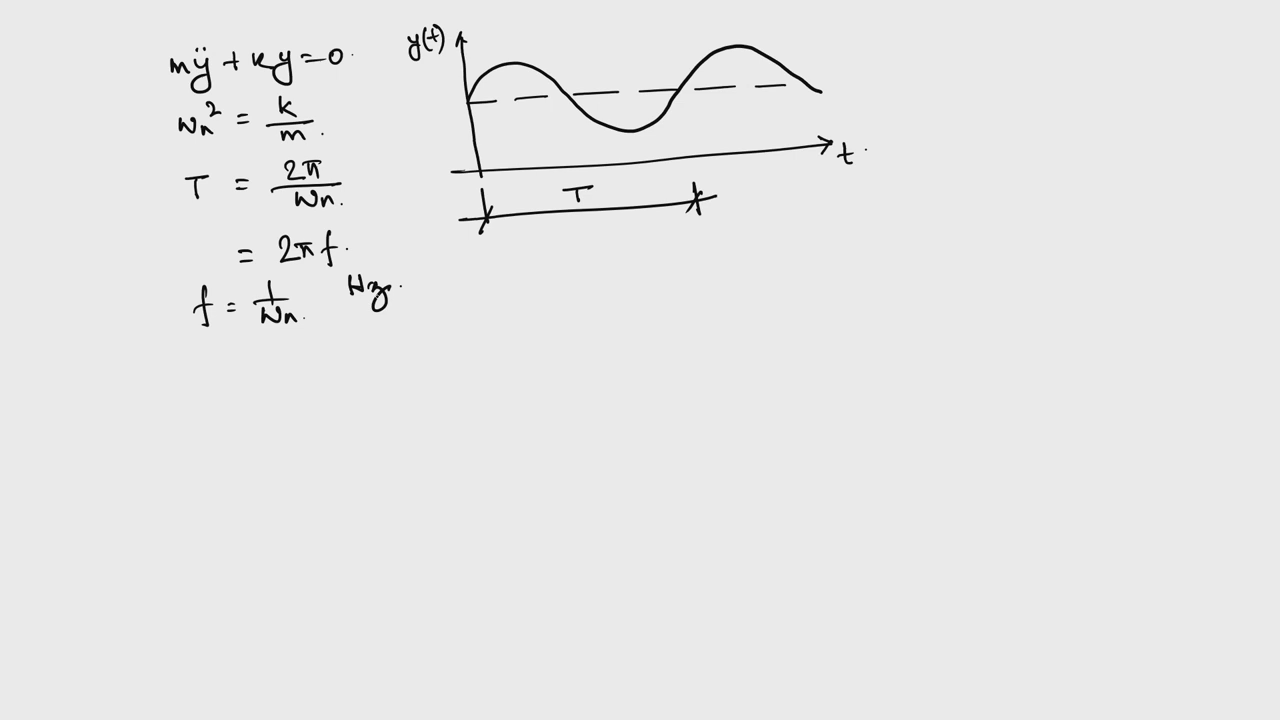 mÿ + ky = 0
ωn² = k/m
T = 2π/ωn
= 2πf
f = 1/ωn Hz
y(t)
t
T